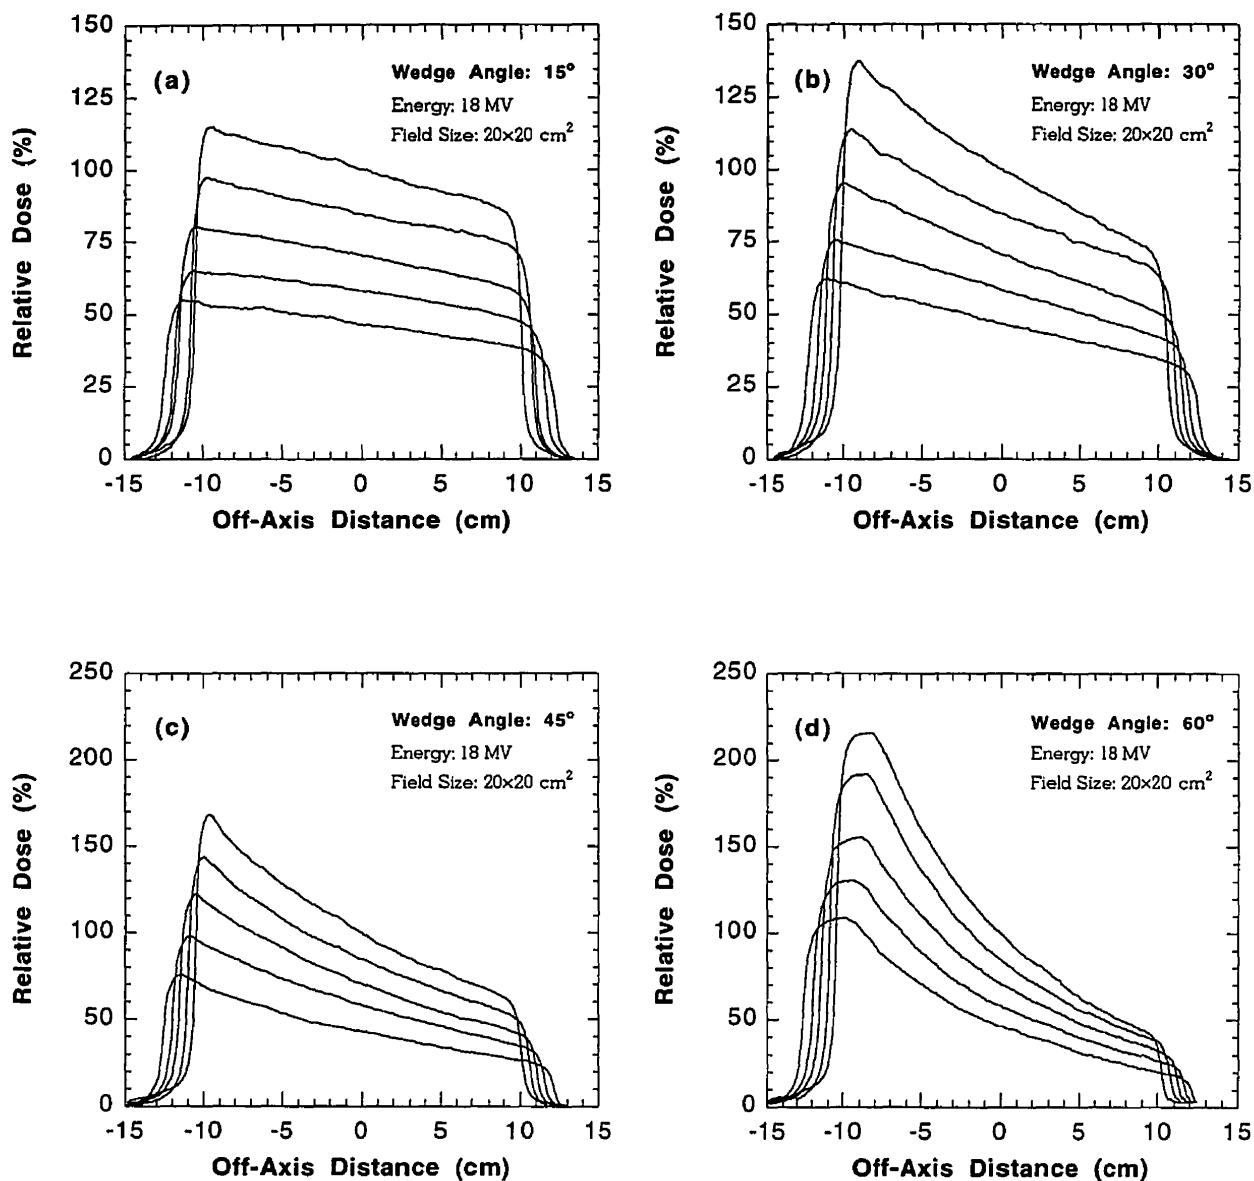 (a)
Wedge Angle: 15°
Energy: 18 MV
Field Size: 20×20 cm²
150
125
100
75
50
25
0
Relative Dose (%)
-15 -10 -5 0 5 10 15
Off-Axis Distance (cm)
(b)
Wedge Angle: 30°
Energy: 18 MV
Field Size: 20×20 cm²
150
125
100
75
50
25
0
Relative Dose (%)
-15 -10 -5 0 5 10 15
Off-Axis Distance (cm)
(c)
Wedge Angle: 45°
Energy: 18 MV
Field Size: 20×20 cm²
250
200
150
100
50
0
Relative Dose (%)
-15 -10 -5 0 5 10 15
Off-Axis Distance (cm)
(d)
Wedge Angle: 60°
Energy: 18 MV
Field Size: 20×20 cm²
250
200
150
100
50
0
Relative Dose (%)
-15 -10 -5 0 5 10 15
Off-Axis Distance (cm)